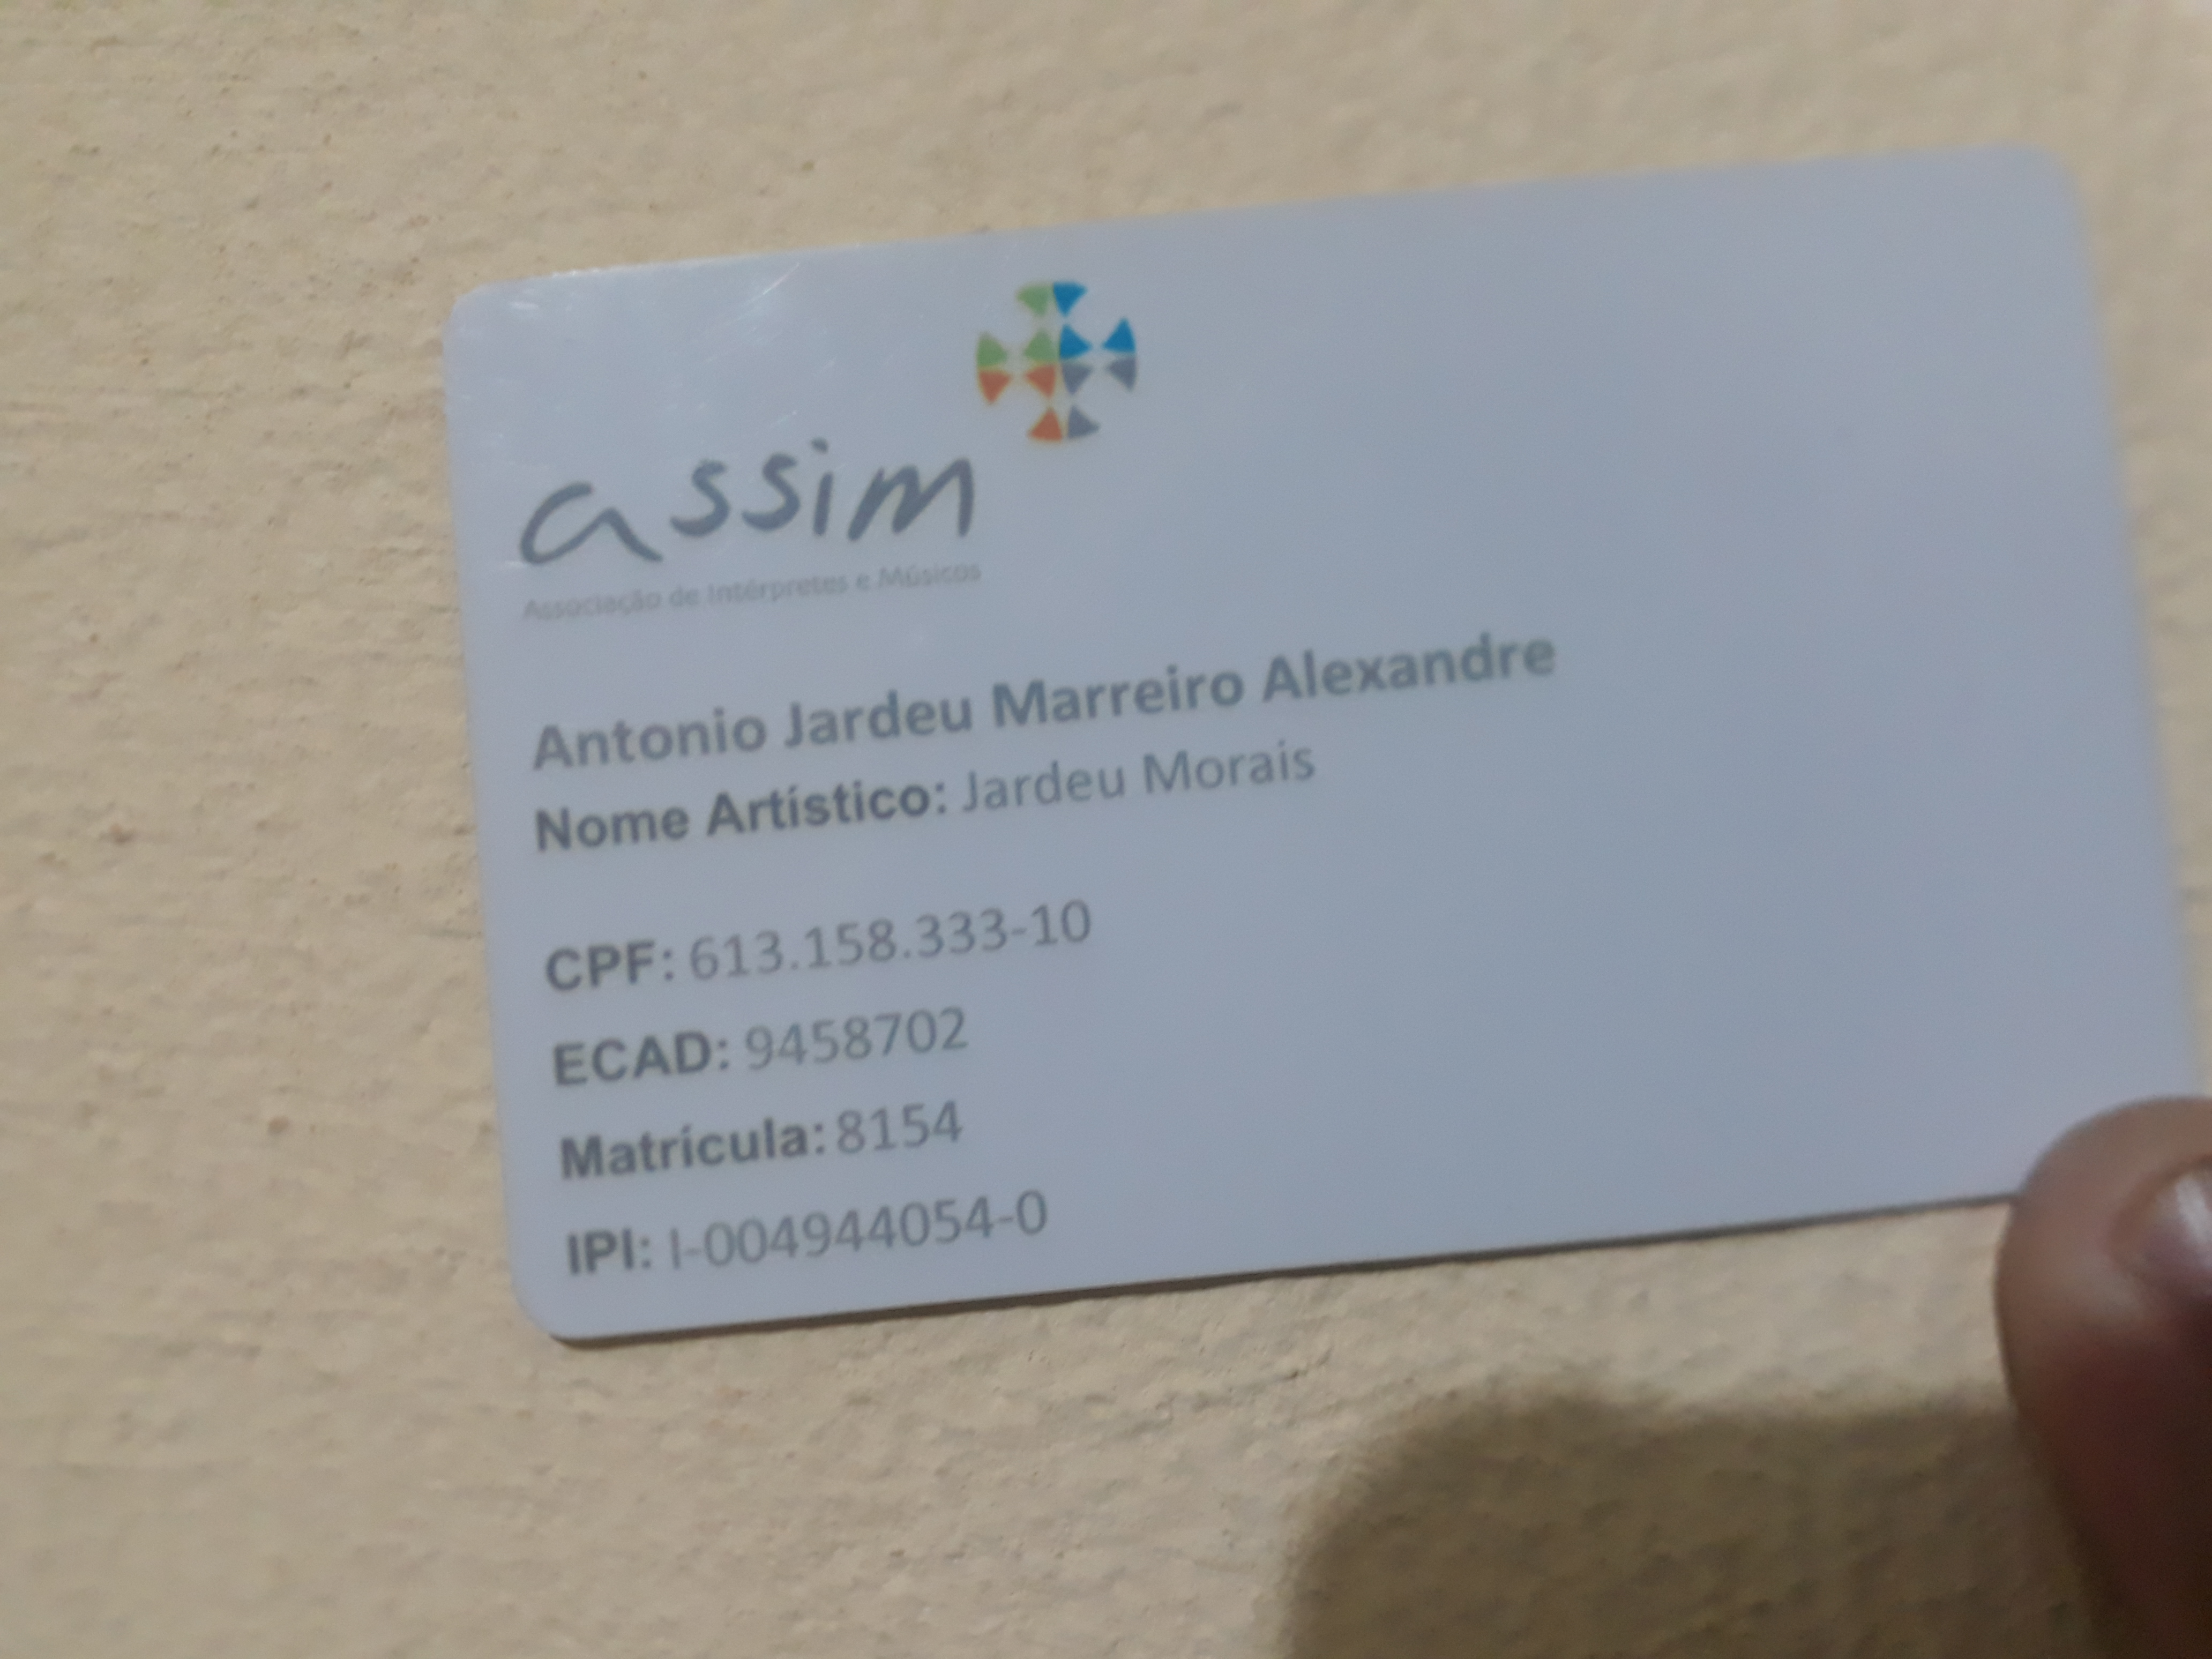 assim
Associação de Intérpretes e Músicos
Antonio Jardeu Marreiro Alexandre
Nome Artístico: Jardeu Morais
CPF: 613.158.333-10
ECAD: 9458702
Matrícula: 8154
IPI: I-004944054-0